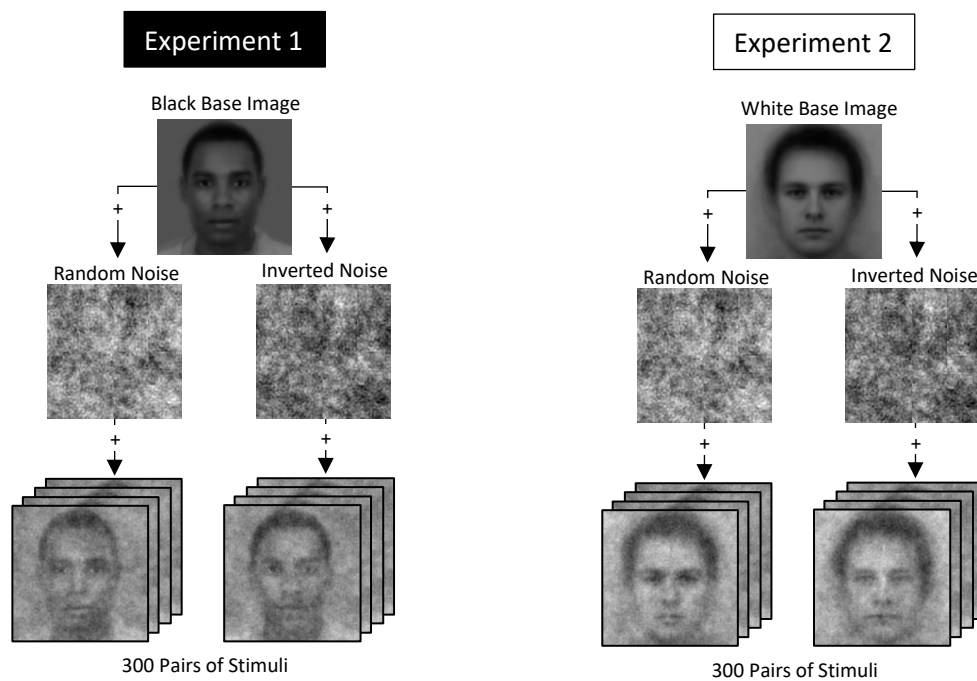 Experiment 1
Black Base Image
+
+
Random Noise
Inverted Noise
+
+
300 Pairs of Stimuli
Experiment 2
White Base Image
+
+
Random Noise
Inverted Noise
+
+
300 Pairs of Stimuli